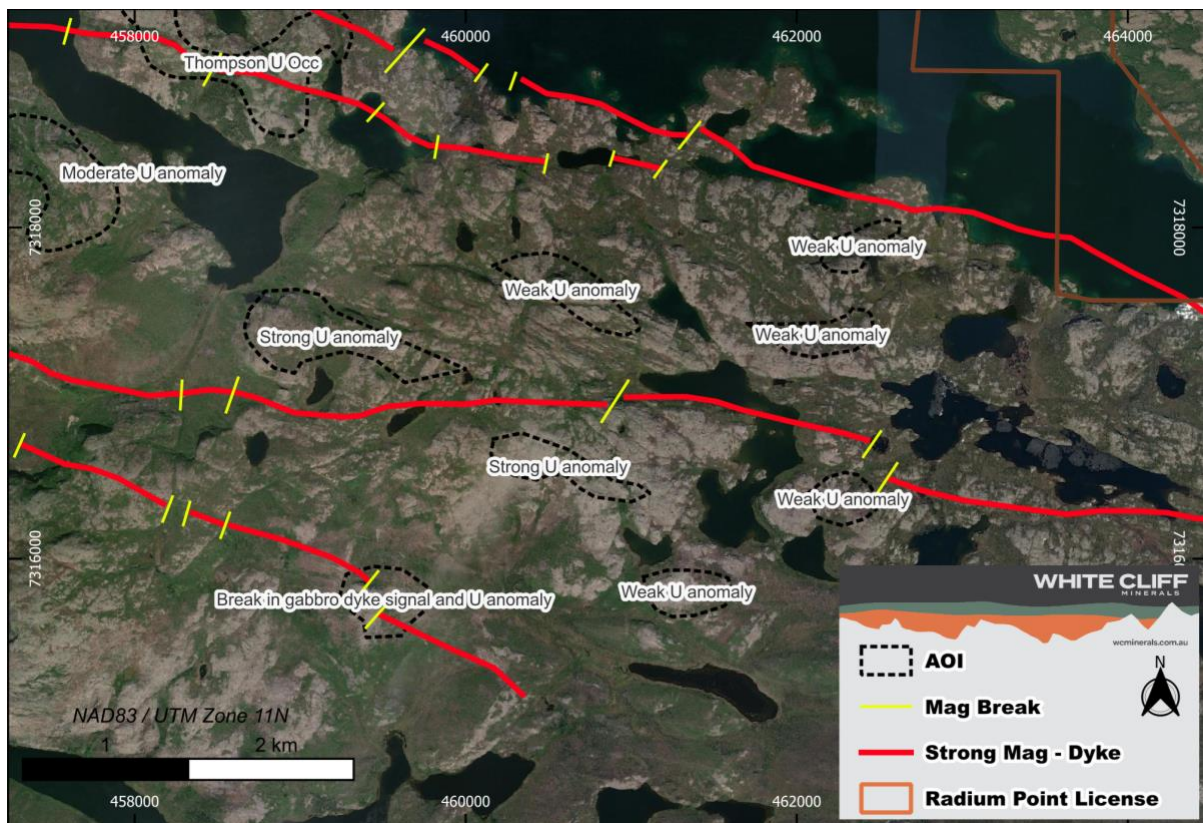 458000
460000
462000
464000
Thompson U Occ
Moderate U anomaly
7318000
7318000
Weak U anomaly
Weak U anomaly
Strong U anomaly
Weak U anomaly
Strong U anomaly
Weak U anomaly
7316000
Break in gabbro dyke signal and U anomaly
Weak U anomaly
NAD83 / UTM Zone 11N
1
2 km
458000
460000
462000
WHITE CLIFF
MINERALS
wcminerals.com.au
AOI
N
Mag Break
Strong Mag - Dyke
Radium Point License